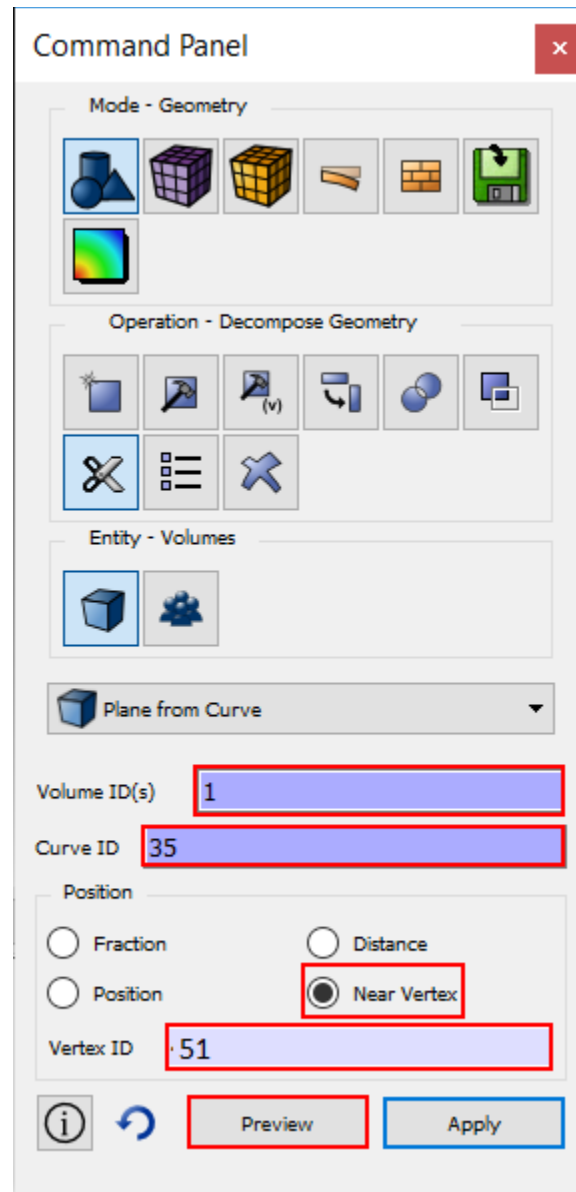 Command Panel
x
Mode - Geometry
Operation - Decompose Geometry
(v)
Entity - Volumes
Plane from Curve
Volume ID(s) 1
Curve ID 35
Position
Fraction Distance
Position Near Vertex
Vertex ID 51
Preview Apply